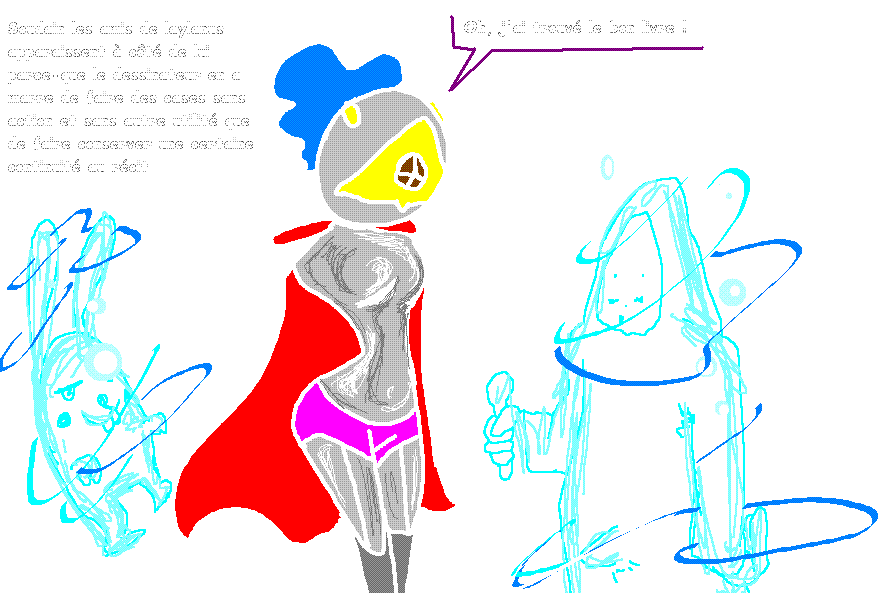 Soudain les amis de laylanus
apparaissent à côté de lui
parce-que le dessinateur en a
marre de faire des cases sans
action et sans autre utilité que
de faire conserver une certaine
continuité au récit
Oh, j'ai trouvé le bon livre !